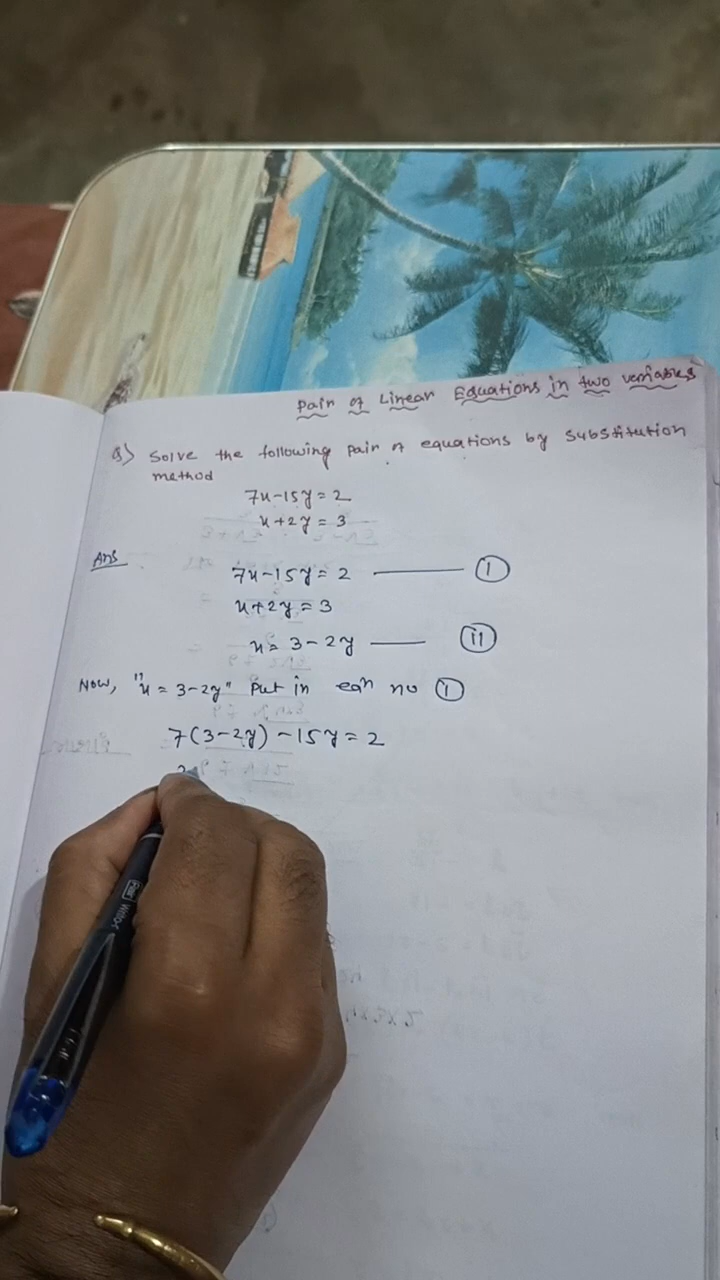 Pair of Linear Equations in two variables
Q) Solve the following pair of equations by substitution
method
7x-15y = 2
x+2y = 3
Ans
7x-15y = 2 ——— I
x+2y = 3
x = 3-2y —— II
Now, "x = 3-2y" Put in eqn no I
7(3-2y) -15y = 2
2